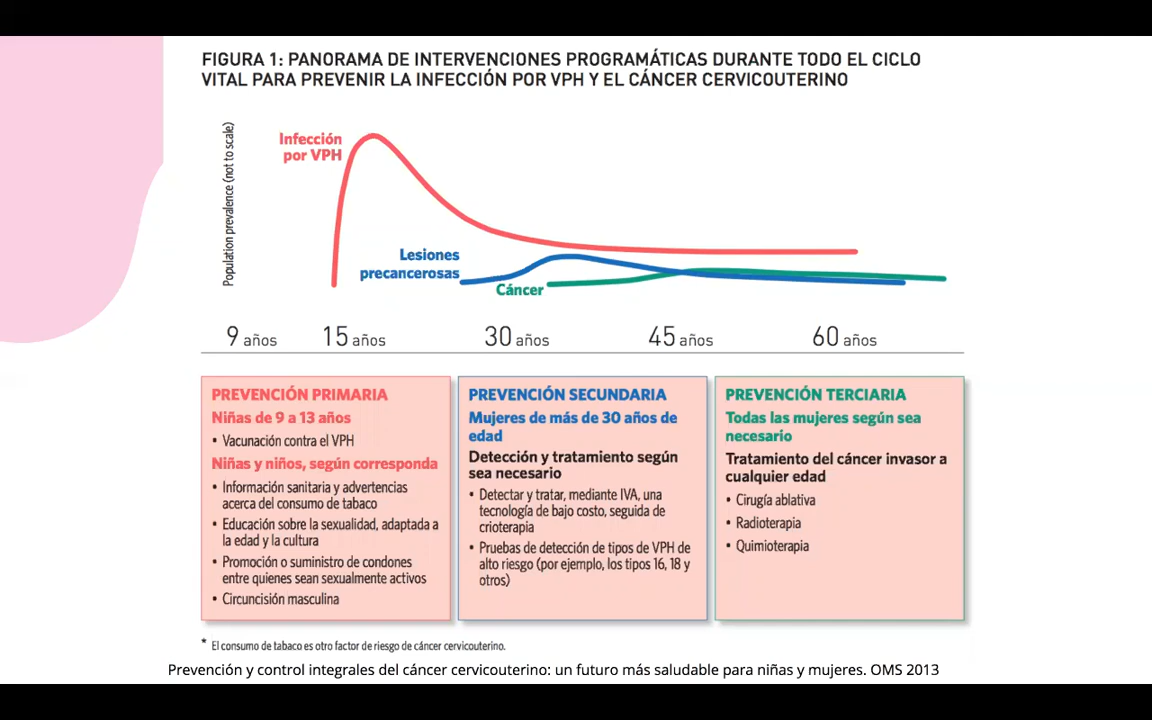 FIGURA 1: PANORAMA DE INTERVENCIONES PROGRAMÁTICAS DURANTE TODO EL CICLO
VITAL PARA PREVENIR LA INFECCIÓN POR VPH Y EL CÁNCER CERVICOUTERINO
Population prevalence (not to scale)
Infección
por VPH
Lesiones
precancerosas
Cáncer
9 años 15 años 30 años 45 años 60 años
PREVENCIÓN PRIMARIA
Niñas de 9 a 13 años
• Vacunación contra el VPH
Niñas y niños, según corresponda
• Información sanitaria y advertencias
acerca del consumo de tabaco
• Educación sobre la sexualidad, adaptada a
la edad y la cultura
• Promoción o suministro de condones
entre quienes sean sexualmente activos
• Circuncisión masculina
PREVENCIÓN SECUNDARIA
Mujeres de más de 30 años de
edad
Detección y tratamiento según
sea necesario
• Detectar y tratar, mediante IVA, una
tecnología de bajo costo, seguida de
crioterapia
• Pruebas de detección de tipos de VPH de
alto riesgo (por ejemplo, los tipos 16, 18 y
otros)
PREVENCIÓN TERCIARIA
Todas las mujeres según sea
necesario
Tratamiento del cáncer invasor a
cualquier edad
• Cirugía ablativa
• Radioterapia
• Quimioterapia
* El consumo de tabaco es otro factor de riesgo de cáncer cervicouterino.
Prevención y control integrales del cáncer cervicouterino: un futuro más saludable para niñas y mujeres. OMS 2013